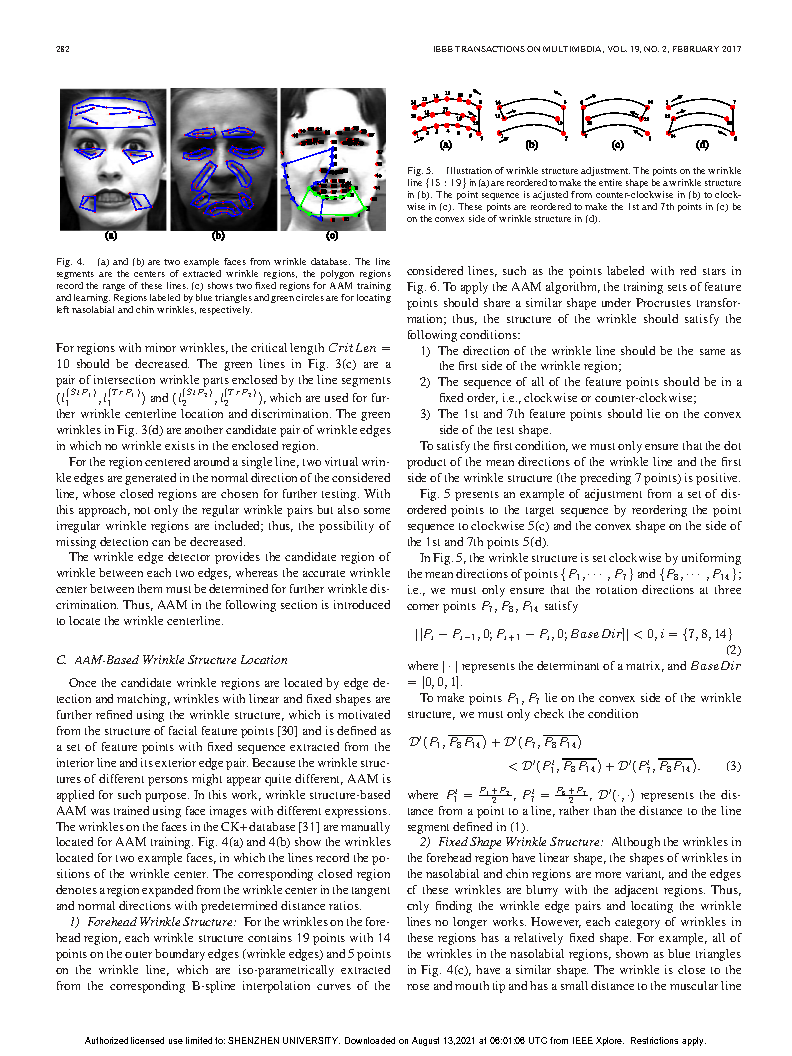 282
IEEE TRANSACTIONS ON MULTIMEDIA, VOL. 19, NO. 2, FEBRUARY 2017
(a)
(b)
(c)
Fig. 4. (a) and (b) are two example faces from wrinkle database. The line
segments are the centers of extracted wrinkle regions, the polygon regions
record the range of these lines. (c) shows two fixed regions for AAM training
and learning. Regions labeled by blue triangles and green circles are for locating
left nasolabial and chin wrinkles, respectively.
For regions with minor wrinkles, the critical length CritLen =
10 should be decreased. The green lines in Fig. 3(c) are a
pair of intersection wrinkle parts enclosed by the line segments
(l_1^{(StP_1)}, l_1^{(TrP_1)}) and (l_2^{(StP_2)}, l_2^{(TrP_2)}), which are used for fur-
ther wrinkle centerline location and discrimination. The green
wrinkles in Fig. 3(d) are another candidate pair of wrinkle edges
in which no wrinkle exists in the enclosed region.
For the region centered around a single line, two virtual wrin-
kle edges are generated in the normal direction of the considered
line, whose closed regions are chosen for further testing. With
this approach, not only the regular wrinkle pairs but also some
irregular wrinkle regions are included; thus, the possibility of
missing detection can be decreased.
The wrinkle edge detector provides the candidate region of
wrinkle between each two edges, whereas the accurate wrinkle
center between them must be determined for further wrinkle dis-
crimination. Thus, AAM in the following section is introduced
to locate the wrinkle centerline.
C. AAM-Based Wrinkle Structure Location
Once the candidate wrinkle regions are located by edge de-
tection and matching, wrinkles with linear and fixed shapes are
further refined using the wrinkle structure, which is motivated
from the structure of facial feature points [30] and is defined as
a set of feature points with fixed sequence extracted from the
interior line and its exterior edge pair. Because the wrinkle struc-
tures of different persons might appear quite different, AAM is
applied for such purpose. In this work, wrinkle structure-based
AAM was trained using face images with different expressions.
The wrinkles on the faces in the CK+ database [31] are manually
located for AAM training. Fig. 4(a) and 4(b) show the wrinkles
located for two example faces, in which the lines record the po-
sitions of the wrinkle center. The corresponding closed region
denotes a region expanded from the wrinkle center in the tangent
and normal directions with predetermined distance ratios.
1) Forehead Wrinkle Structure: For the wrinkles on the fore-
head region, each wrinkle structure contains 19 points with 14
points on the outer boundary edges (wrinkle edges) and 5 points
on the wrinkle line, which are iso-parametrically extracted
from the corresponding B-spline interpolation curves of the
(a)
(b)
(c)
(d)
Fig. 5. Illustration of wrinkle structure adjustment. The points on the wrinkle
line {15 : 19} in (a) are reordered to make the entire shape be a wrinkle structure
in (b). The point sequence is adjusted from counter-clockwise in (b) to clock-
wise in (c). These points are reordered to make the 1st and 7th points in (c) be
on the convex side of wrinkle structure in (d).
considered lines, such as the points labeled with red stars in
Fig. 6. To apply the AAM algorithm, the training sets of feature
points should share a similar shape under Procrustes transfor-
mation; thus, the structure of the wrinkle should satisfy the
following conditions:
1) The direction of the wrinkle line should be the same as
the first side of the wrinkle region;
2) The sequence of all of the feature points should be in a
fixed order, i.e., clockwise or counter-clockwise;
3) The 1st and 7th feature points should lie on the convex
side of the test shape.
To satisfy the first condition, we must only ensure that the dot
product of the mean directions of the wrinkle line and the first
side of the wrinkle structure (the preceding 7 points) is positive.
Fig. 5 presents an example of adjustment from a set of dis-
ordered points to the target sequence by reordering the point
sequence to clockwise 5(c) and the convex shape on the side of
the 1st and 7th points 5(d).
In Fig. 5, the wrinkle structure is set clockwise by uniforming
the mean directions of points {P_1, ··· , P_7} and {P_8, ··· , P_14};
i.e., we must only ensure that the rotation directions at three
corner points P_7, P_8, P_14 satisfy
|[P_i − P_{i−1}, 0; P_{i+1} − P_i, 0; BaseDir]| < 0, i = {7, 8, 14}
(2)
where | · | represents the determinant of a matrix, and BaseDir
= [0, 0, 1].
To make points P_1, P_7 lie on the convex side of the wrinkle
structure, we must only check the condition
D′(P_1, \overline{P_8 P_14}) + D′(P_7, \overline{P_8 P_14})
< D′(P_1^t, \overline{P_8 P_14}) + D′(P_7^t, \overline{P_8 P_14}). (3)
where P_1^t = \frac{P_1+P_2}{2}, P_7^t = \frac{P_6+P_7}{2}, D′(·, ·) represents the dis-
tance from a point to a line, rather than the distance to the line
segment defined in (1).
2) Fixed Shape Wrinkle Structure: Although the wrinkles in
the forehead region have linear shape, the shapes of wrinkles in
the nasolabial and chin regions are more variant, and the edges
of these wrinkles are blurry with the adjacent regions. Thus,
only finding the wrinkle edge pairs and locating the wrinkle
lines no longer works. However, each category of wrinkles in
these regions has a relatively fixed shape. For example, all of
the wrinkles in the nasolabial regions, shown as blue triangles
in Fig. 4(c), have a similar shape. The wrinkle is close to the
nose and mouth tip and has a small distance to the muscular line
Authorized licensed use limited to: SHENZHEN UNIVERSITY. Downloaded on August 13,2021 at 08:01:08 UTC from IEEE Xplore. Restrictions apply.